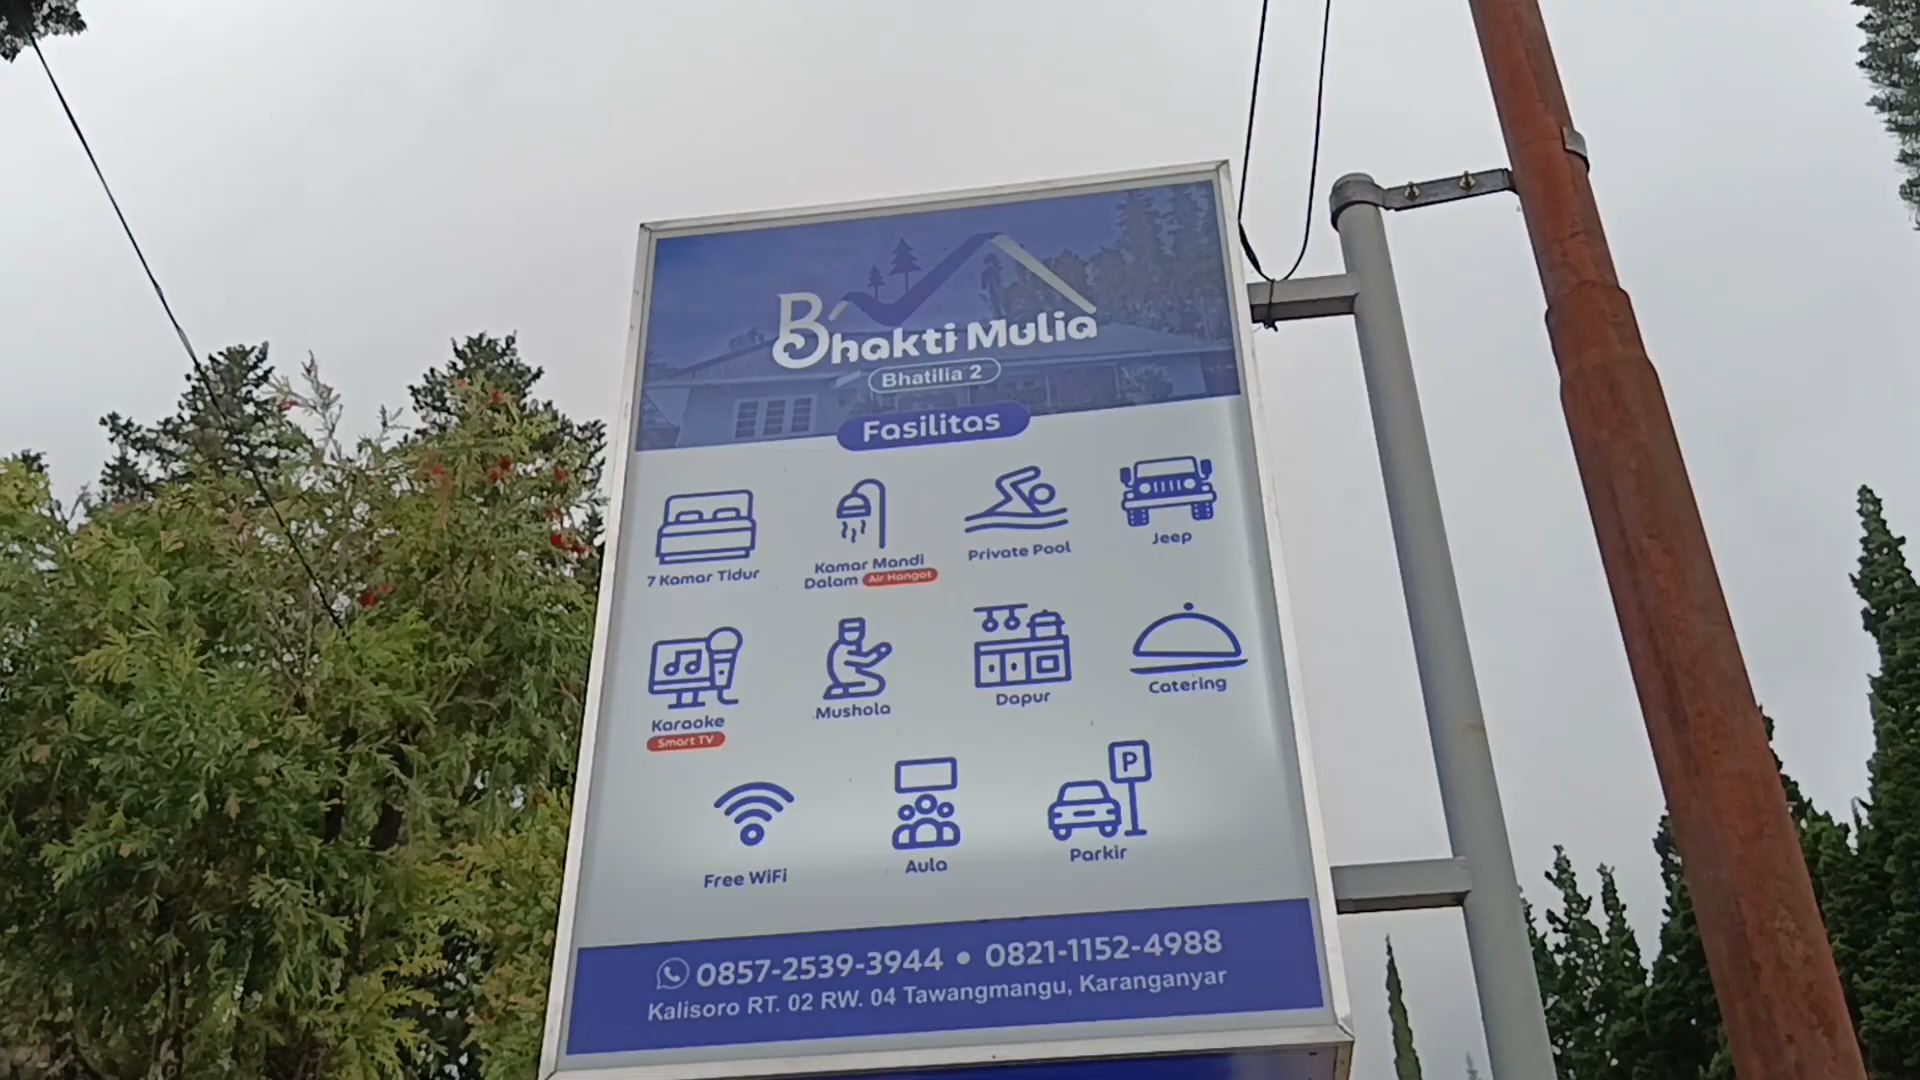 Bhakti Mulia
Bhatilia 2
Fasilitas
7 Kamar Tidur
Kamar Mandi
Dalam Air Hangat
Private Pool
Jeep
Karaoke
Smart TV
Mushola
Dapur
Catering
Free WiFi
Aula
P
Parkir
0857-2539-3944 • 0821-1152-4988
Kalisoro RT. 02 RW. 04 Tawangmangu, Karanganyar